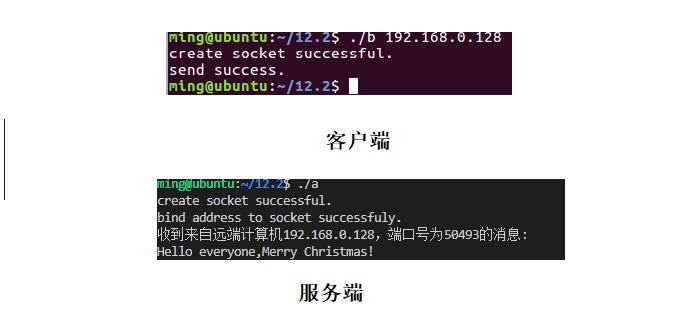 ming@ubuntu:~/12.2$ ./b 192.168.0.128
create socket successful.
send success.
ming@ubuntu:~/12.2$
客户端
ming@ubuntu:~/12.2$ ./a
create socket successful.
bind address to socket successfuly.
收到来自远端计算机192.168.0.128，端口号为50493的消息:
Hello everyone,Merry Christmas!
服务端